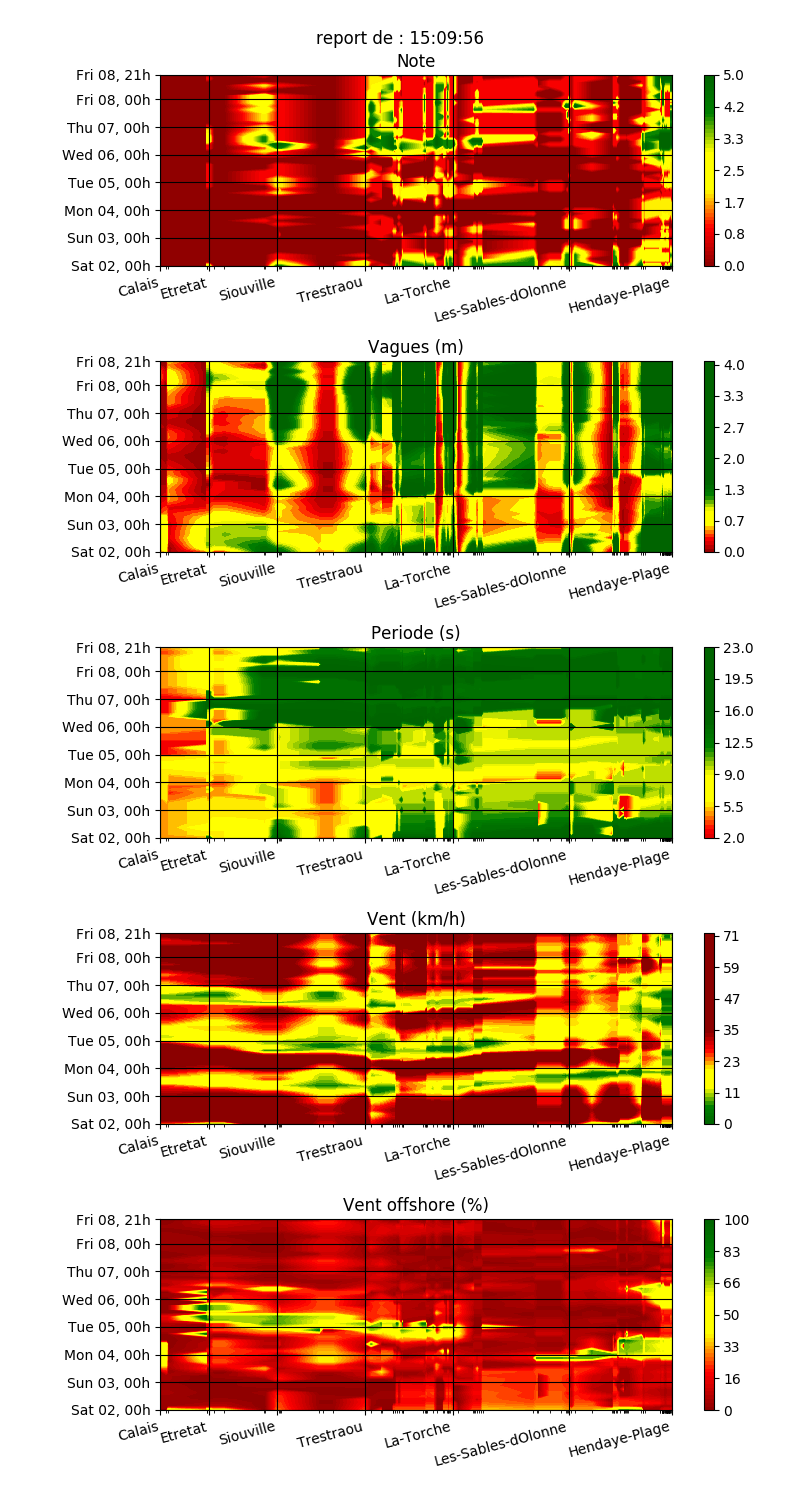 report de : 15:09:56
Note
Fri 08, 21h
Fri 08, 00h
Thu 07, 00h
Wed 06, 00h
Tue 05, 00h
Mon 04, 00h
Sun 03, 00h
Sat 02, 00h
5.0
4.2
3.3
2.5
1.7
0.8
0.0
Calais Etretat Siouville Trestraou La-Torche Les-Sables-dOlonne Hendaye-Plage
Vagues (m)
Fri 08, 21h
Fri 08, 00h
Thu 07, 00h
Wed 06, 00h
Tue 05, 00h
Mon 04, 00h
Sun 03, 00h
Sat 02, 00h
4.0
3.3
2.7
2.0
1.3
0.7
0.0
Calais Etretat Siouville Trestraou La-Torche Les-Sables-dOlonne Hendaye-Plage
Periode (s)
Fri 08, 21h
Fri 08, 00h
Thu 07, 00h
Wed 06, 00h
Tue 05, 00h
Mon 04, 00h
Sun 03, 00h
Sat 02, 00h
23.0
19.5
16.0
12.5
9.0
5.5
2.0
Calais Etretat Siouville Trestraou La-Torche Les-Sables-dOlonne Hendaye-Plage
Vent (km/h)
Fri 08, 21h
Fri 08, 00h
Thu 07, 00h
Wed 06, 00h
Tue 05, 00h
Mon 04, 00h
Sun 03, 00h
Sat 02, 00h
71
59
47
35
23
11
0
Calais Etretat Siouville Trestraou La-Torche Les-Sables-dOlonne Hendaye-Plage
Vent offshore (%)
Fri 08, 21h
Fri 08, 00h
Thu 07, 00h
Wed 06, 00h
Tue 05, 00h
Mon 04, 00h
Sun 03, 00h
Sat 02, 00h
100
83
66
50
33
16
0
Calais Etretat Siouville Trestraou La-Torche Les-Sables-dOlonne Hendaye-Plage